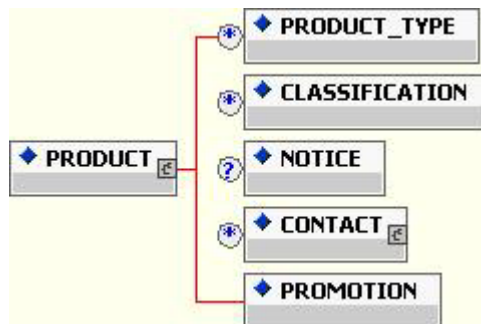 * PRODUCT_TYPE
* CLASSIFICATION
PRODUCT
? NOTICE
* CONTACT
PROMOTION